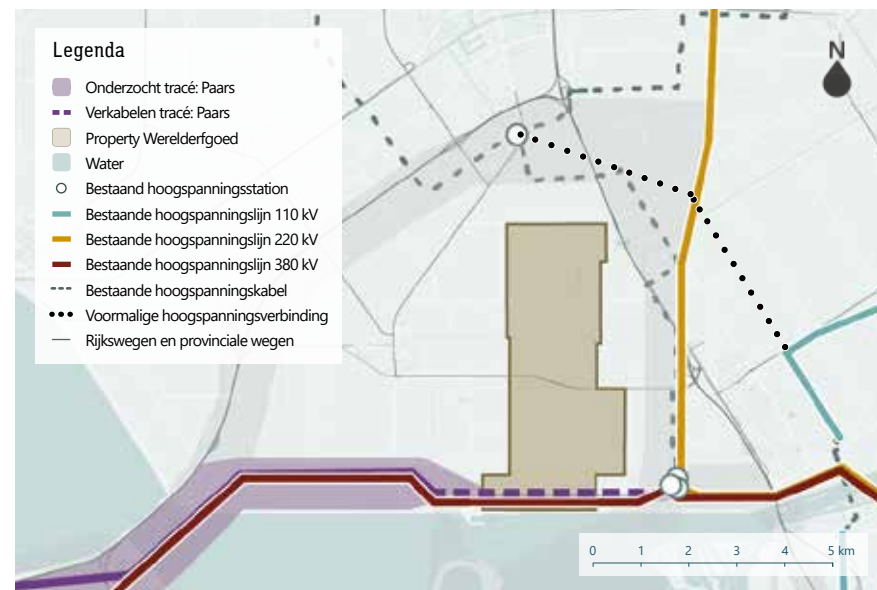 Legenda
Onderzocht tracé: Paars
Verkabelen tracé: Paars
Property Werelderfgoed
Water
Bestaand hoogspanningsstation
Bestaande hoogspanningslijn 110 kV
Bestaande hoogspanningslijn 220 kV
Bestaande hoogspanningslijn 380 kV
Bestaande hoogspanningskabel
Voormalige hoogspanningsverbinding
Rijkswegen en provinciale wegen
N
0 1 2 3 4 5 km